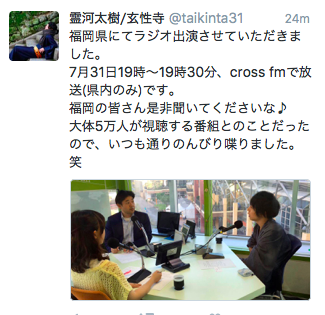 靈河太樹/玄性寺 @taikinta31 24m
福岡県にてラジオ出演させていただきま
した。
7月31日19時〜19時30分、cross fmで放
送(県内のみ)です。
福岡の皆さん是非聞いてくださいな♪
大体5万人が視聴する番組とのことだった
ので、いつも通りのんびり喋りました。
笑